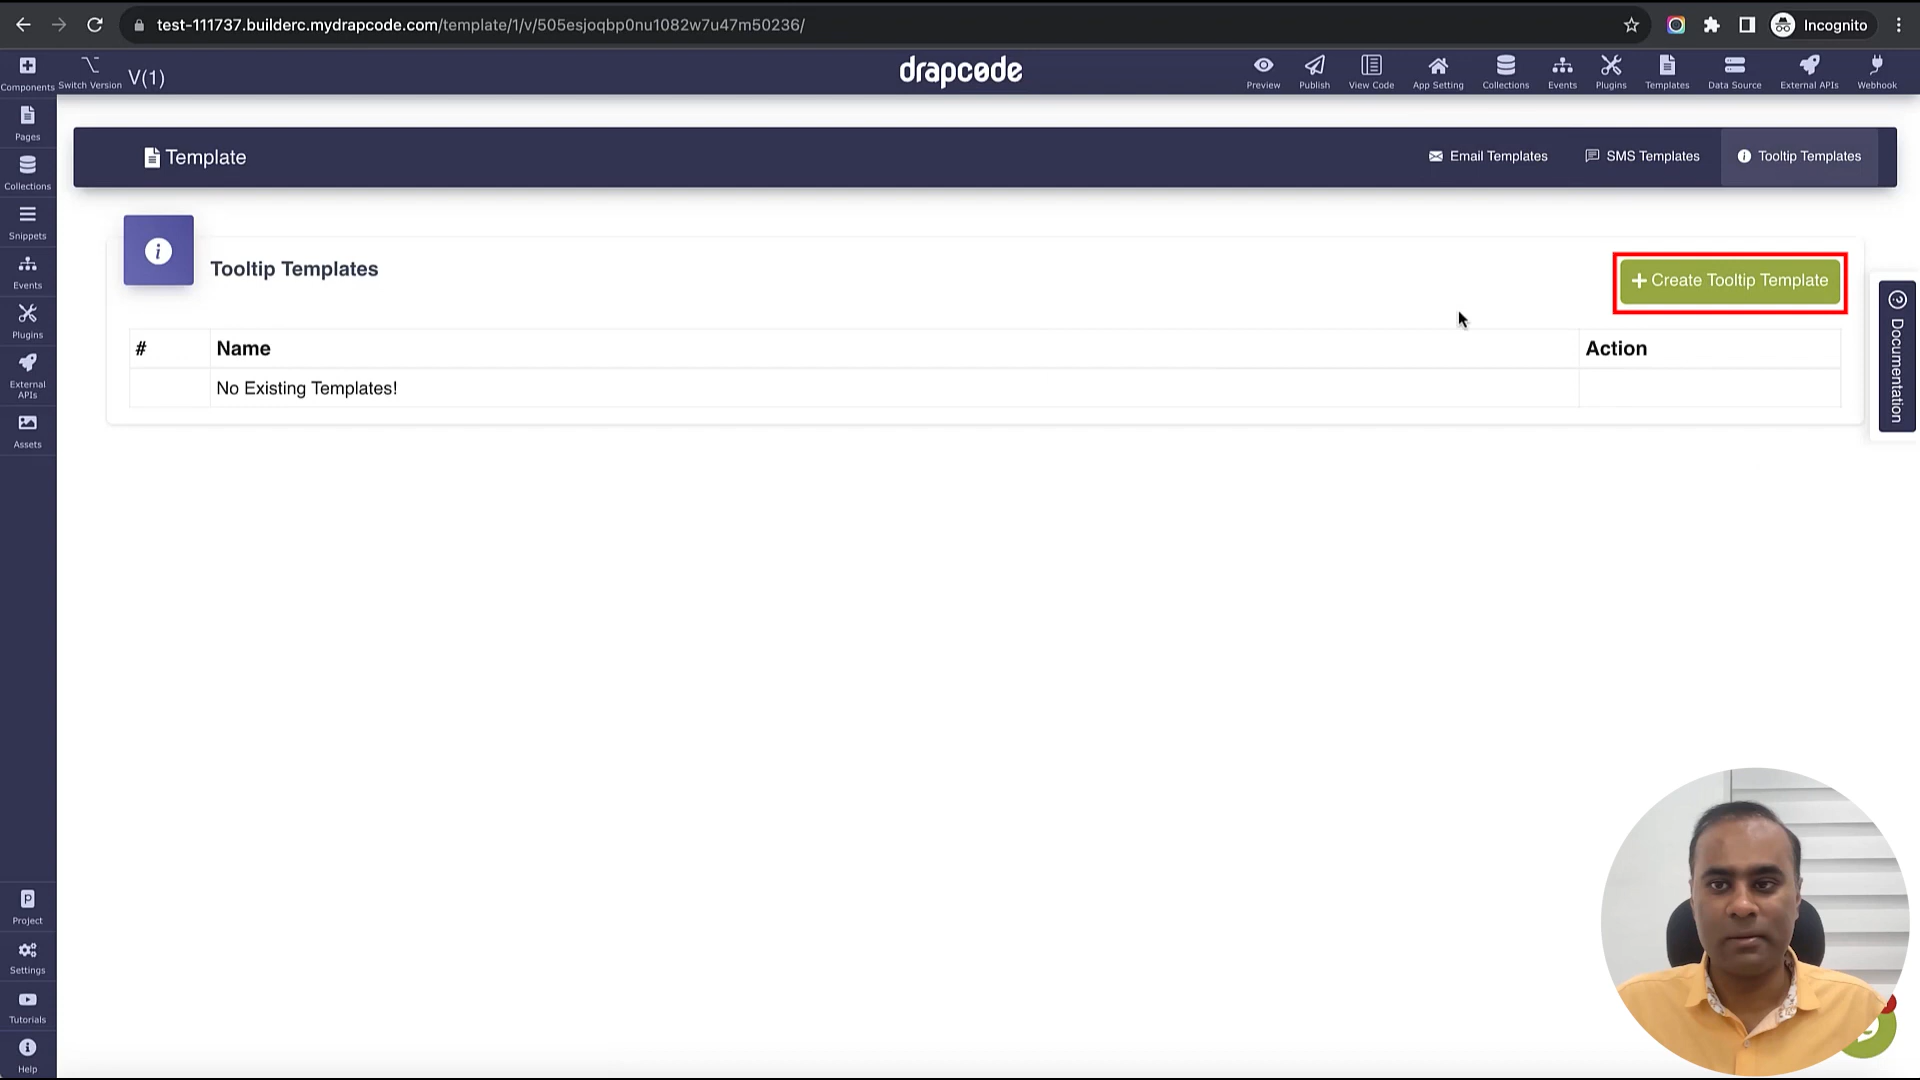 test-111737.builderc.mydrapcode.com/template/1/v/505esjoqbp0nu1082w7u47m50236/
Incognito
Components
Switch Version
V(1)
drapcode
Preview
Publish
View Code
App Setting
Collections
Events
Plugins
Templates
Data Source
External APIs
Webhook
Pages
Collections
Snippets
Events
Plugins
External
APIs
Assets
Project
Settings
Tutorials
Help
Template
Email Templates
SMS Templates
Tooltip Templates
Tooltip Templates
+ Create Tooltip Template
# Name Action
No Existing Templates!
Documentation